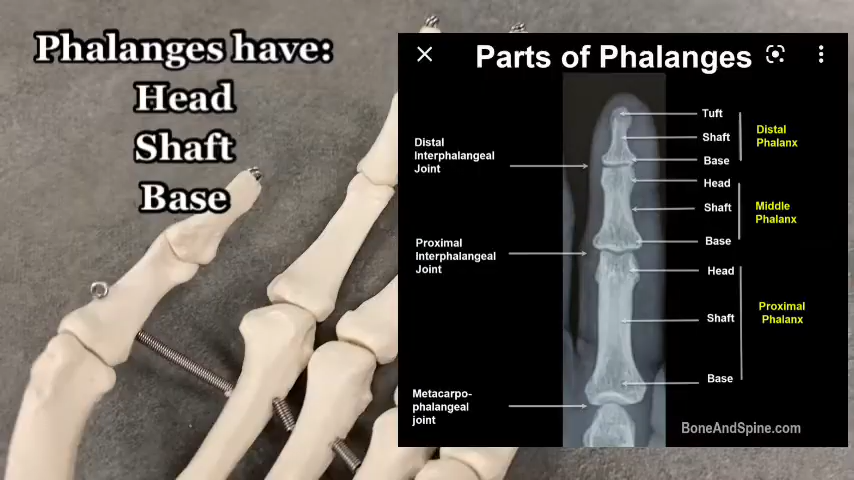 Phalanges have:
Head
Shaft
Base
Parts of Phalanges
Distal
Interphalangeal
Joint
Proximal
Interphalangeal
Joint
Metacarpo-
phalangeal
joint
Tuft
Shaft
Base
Distal
Phalanx
Head
Shaft
Base
Middle
Phalanx
Head
Shaft
Base
Proximal
Phalanx
BoneAndSpine.com